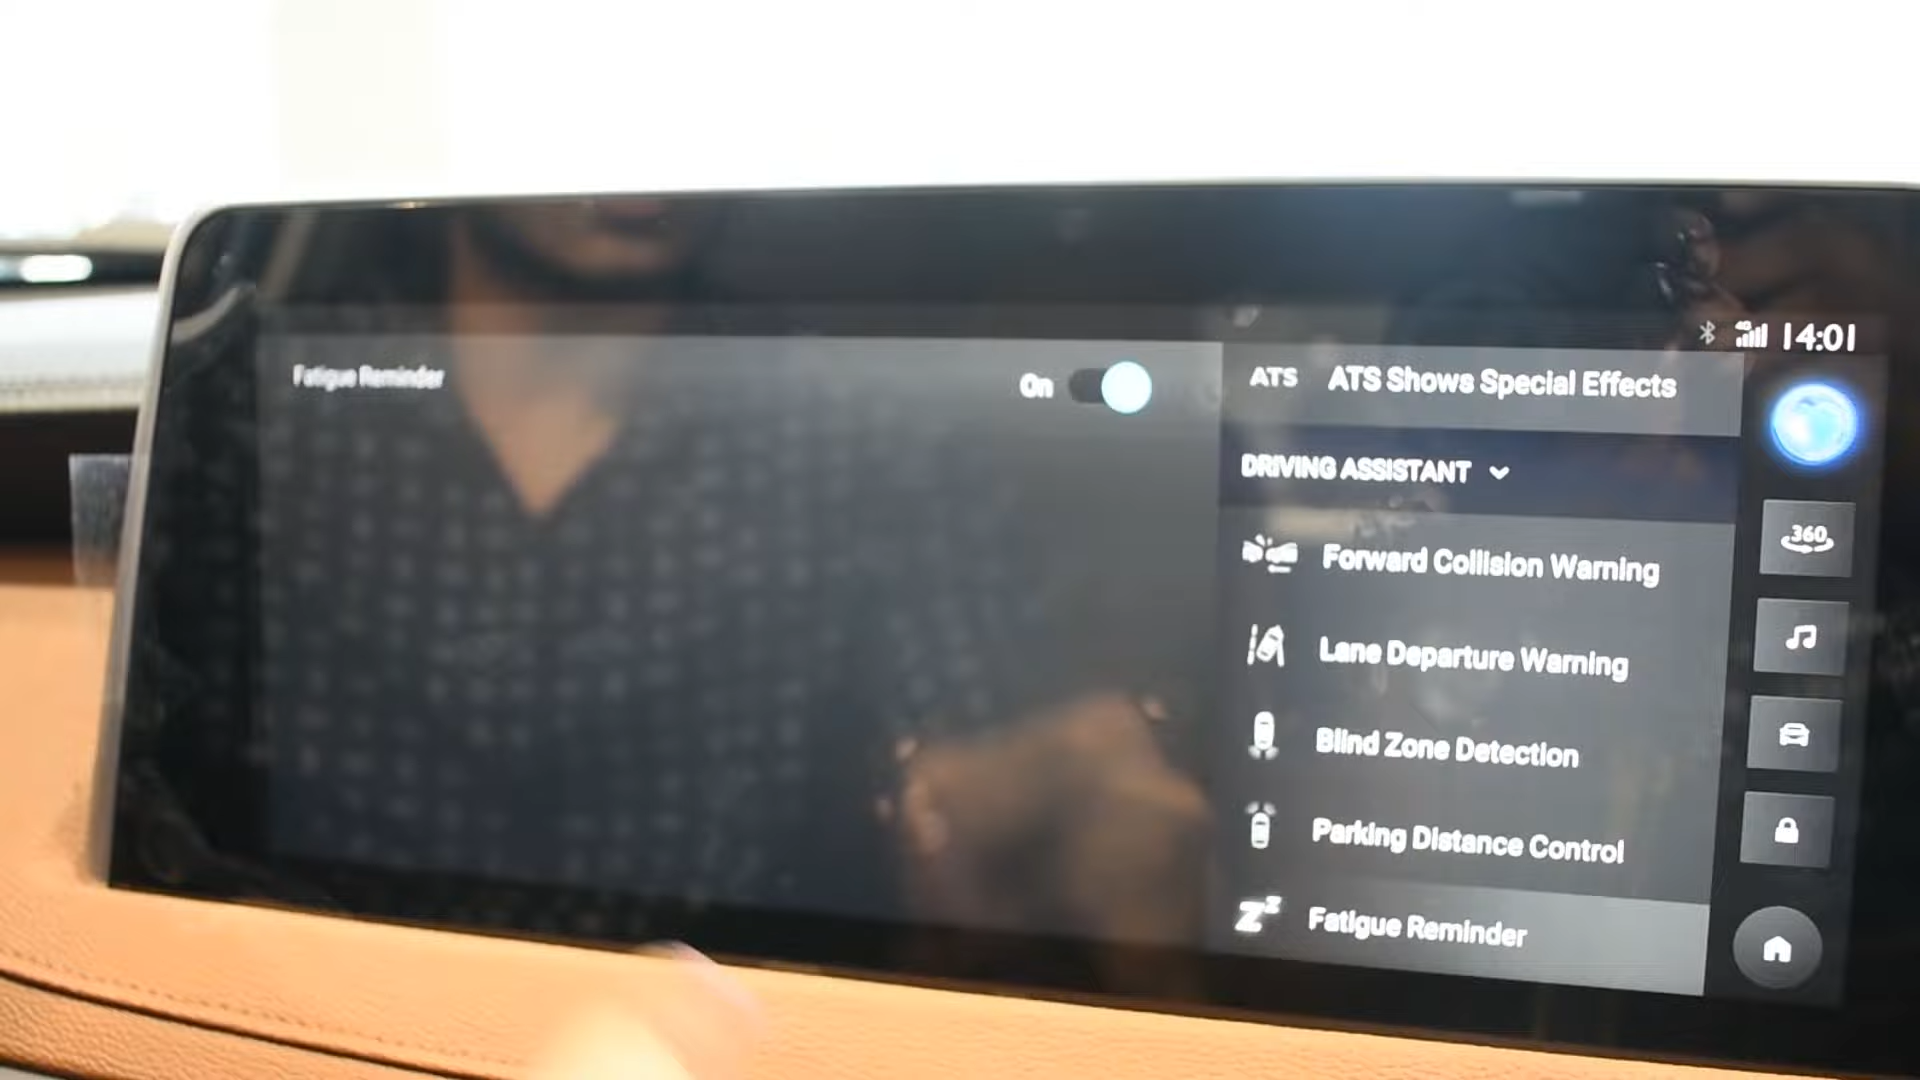 4G 14:01
Fatigue Reminder
On
ATS ATS Shows Special Effects
DRIVING ASSISTANT
Forward Collision Warning
Lane Departure Warning
Blind Zone Detection
Parking Distance Control
Fatigue Reminder
360